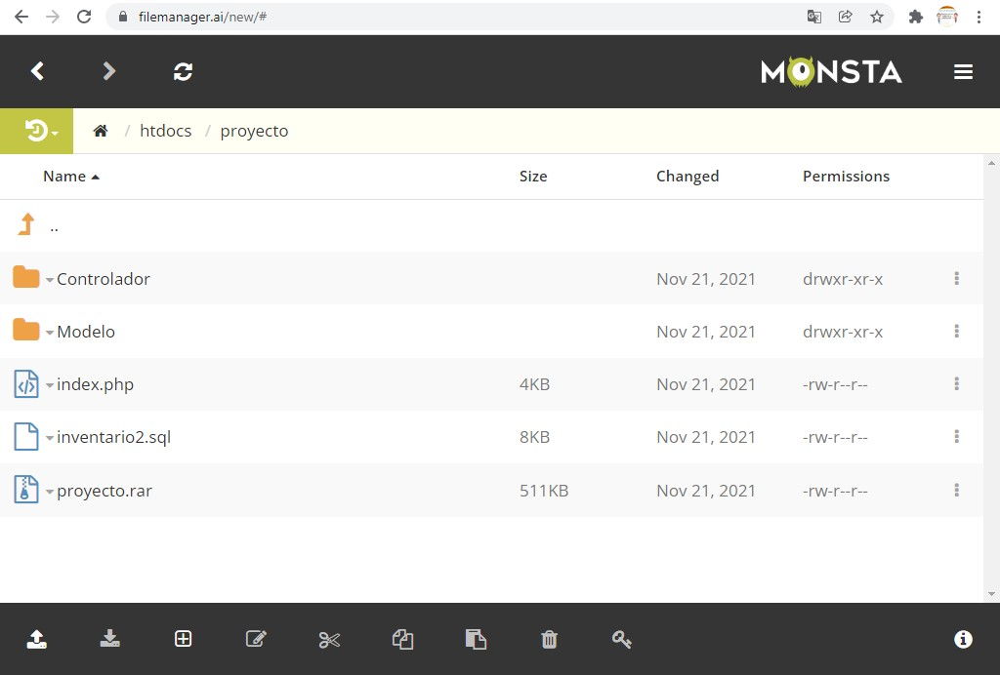 filemanager.ai/new/#
MONSTA
/ htdocs / proyecto
Name Size Changed Permissions
..
Controlador Nov 21, 2021 drwxr-xr-x
Modelo Nov 21, 2021 drwxr-xr-x
index.php 4KB Nov 21, 2021 -rw-r--r--
inventario2.sql 8KB Nov 21, 2021 -rw-r--r--
proyecto.rar 511KB Nov 21, 2021 -rw-r--r--